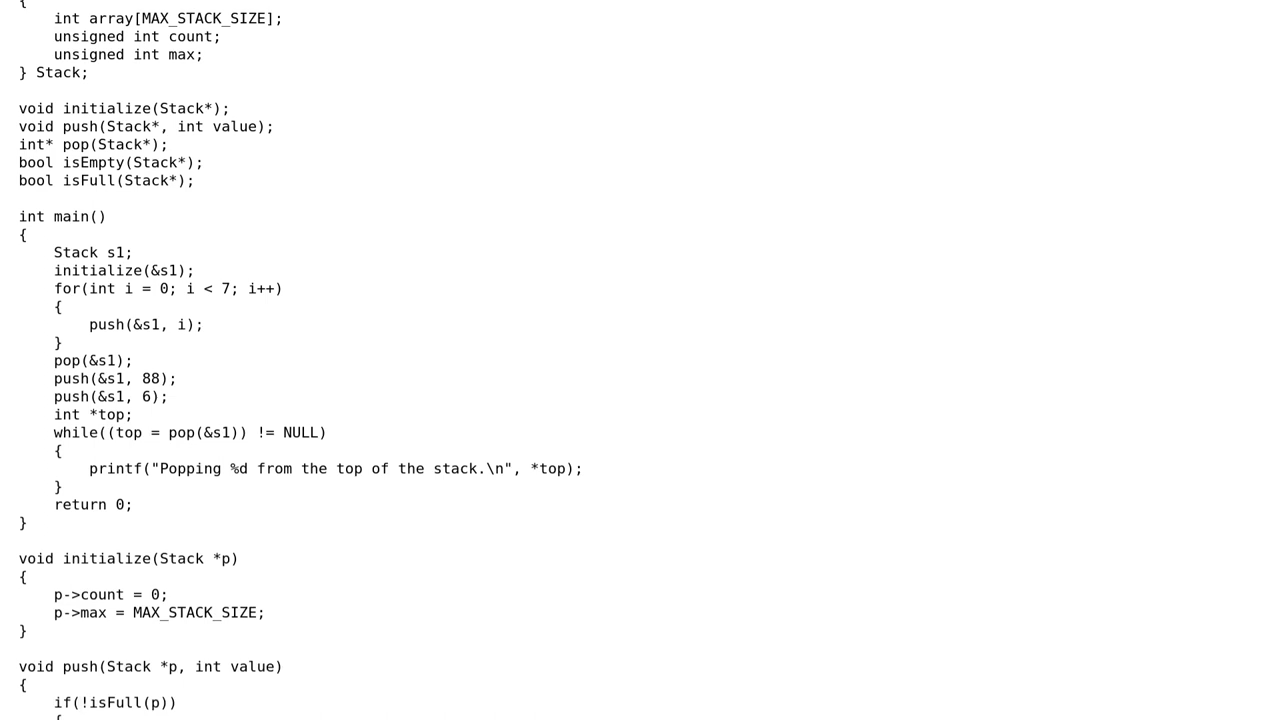 {
    int array[MAX_STACK_SIZE];
    unsigned int count;
    unsigned int max;
} Stack;

void initialize(Stack*);
void push(Stack*, int value);
int* pop(Stack*);
bool isEmpty(Stack*);
bool isFull(Stack*);

int main()
{
    Stack s1;
    initialize(&s1);
    for(int i = 0; i < 7; i++)
    {
        push(&s1, i);
    }
    pop(&s1);
    push(&s1, 88);
    push(&s1, 6);
    int *top;
    while((top = pop(&s1)) != NULL)
    {
        printf("Popping %d from the top of the stack.\n", *top);
    }
    return 0;
}

void initialize(Stack *p)
{
    p->count = 0;
    p->max = MAX_STACK_SIZE;
}

void push(Stack *p, int value)
{
    if(!isFull(p))
    {